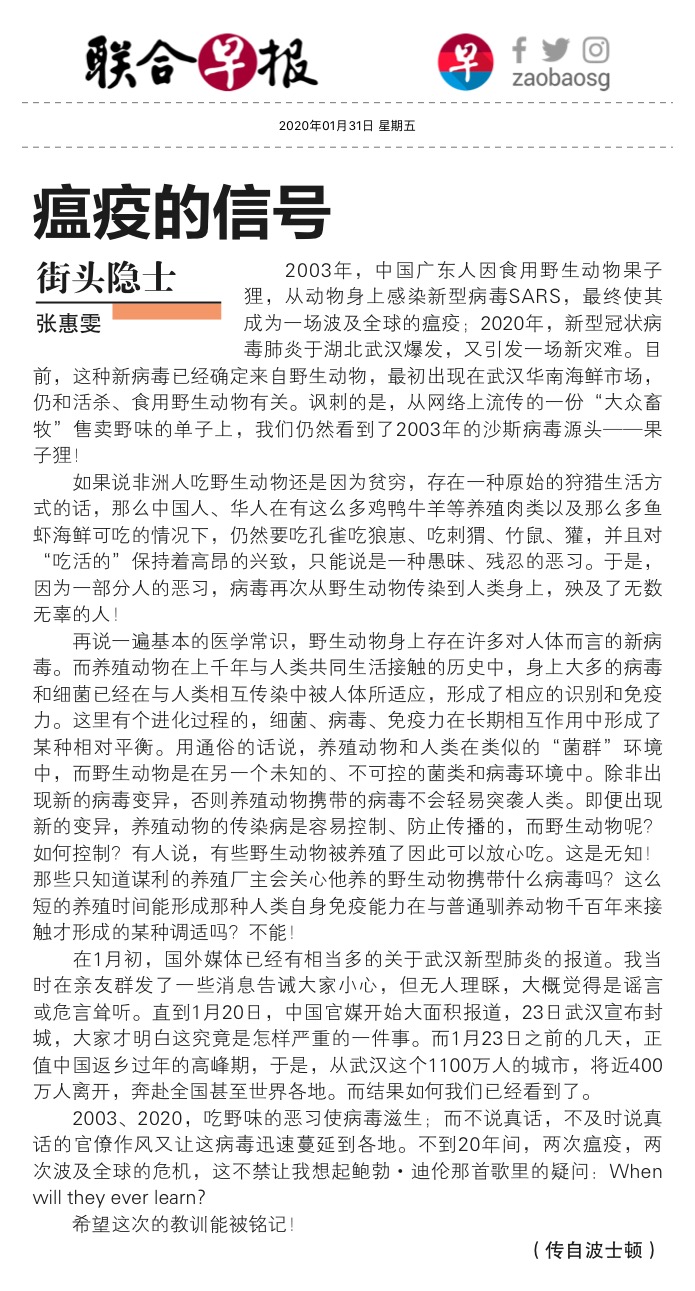 联合早报
早
zaobaosg
2020年01月31日 星期五
瘟疫的信号
街头隐士
张惠雯
2003年，中国广东人因食用野生动物果子
狸，从动物身上感染新型病毒SARS，最终使其
成为一场波及全球的瘟疫；2020年，新型冠状病
毒肺炎于湖北武汉爆发，又引发一场新灾难。目
前，这种新病毒已经确定来自野生动物，最初出现在武汉华南海鲜市场，
仍和活杀、食用野生动物有关。讽刺的是，从网络上流传的一份“大众畜
牧”售卖野味的单子上，我们仍然看到了2003年的沙斯病毒源头——果
子狸！
如果说非洲人吃野生动物还是因为贫穷，存在一种原始的狩猎生活方
式的话，那么中国人、华人在有这么多鸡鸭牛羊等养殖肉类以及那么多鱼
虾海鲜可吃的情况下，仍然要吃孔雀吃狼崽、吃刺猬、竹鼠、獾，并且对
“吃活的”保持着高昂的兴致，只能说是一种愚昧、残忍的恶习。于是，
因为一部分人的恶习，病毒再次从野生动物传染到人类身上，殃及了无数
无辜的人！
再说一遍基本的医学常识，野生动物身上存在许多对人体而言的新病
毒。而养殖动物在上千年与人类共同生活接触的历史中，身上大多的病毒
和细菌已经在与人类相互传染中被人体所适应，形成了相应的识别和免疫
力。这里有个进化过程的，细菌、病毒、免疫力在长期相互作用中形成了
某种相对平衡。用通俗的话说，养殖动物和人类在类似的“菌群”环境
中，而野生动物是在另一个未知的、不可控的菌类和病毒环境中。除非出
现新的病毒变异，否则养殖动物携带的病毒不会轻易突袭人类。即便出现
新的变异，养殖动物的传染病是容易控制、防止传播的，而野生动物呢？
如何控制？有人说，有些野生动物被养殖了因此可以放心吃。这是无知！
那些只知道谋利的养殖厂主会关心他养的野生动物携带什么病毒吗？这么
短的养殖时间能形成那种人类自身免疫能力在与普通驯养动物千百年来接
触才形成的某种调适吗？不能！
在1月初，国外媒体已经有相当多的关于武汉新型肺炎的报道。我当
时在亲友群发了一些消息告诫大家小心，但无人理睬，大概觉得是谣言
或危言耸听。直到1月20日，中国官媒开始大面积报道，23日武汉宣布封
城，大家才明白这究竟是怎样严重的一件事。而1月23日之前的几天，正
值中国返乡过年的高峰期，于是，从武汉这个1100万人的城市，将近400
万人离开，奔赴全国甚至世界各地。而结果如何我们已经看到了。
2003、2020，吃野味的恶习使病毒滋生；而不说真话，不及时说真
话的官僚作风又让这病毒迅速蔓延到各地。不到20年间，两次瘟疫，两
次波及全球的危机，这不禁让我想起鲍勃·迪伦那首歌里的疑问：When
will they ever learn？
希望这次的教训能被铭记！
（传自波士顿）